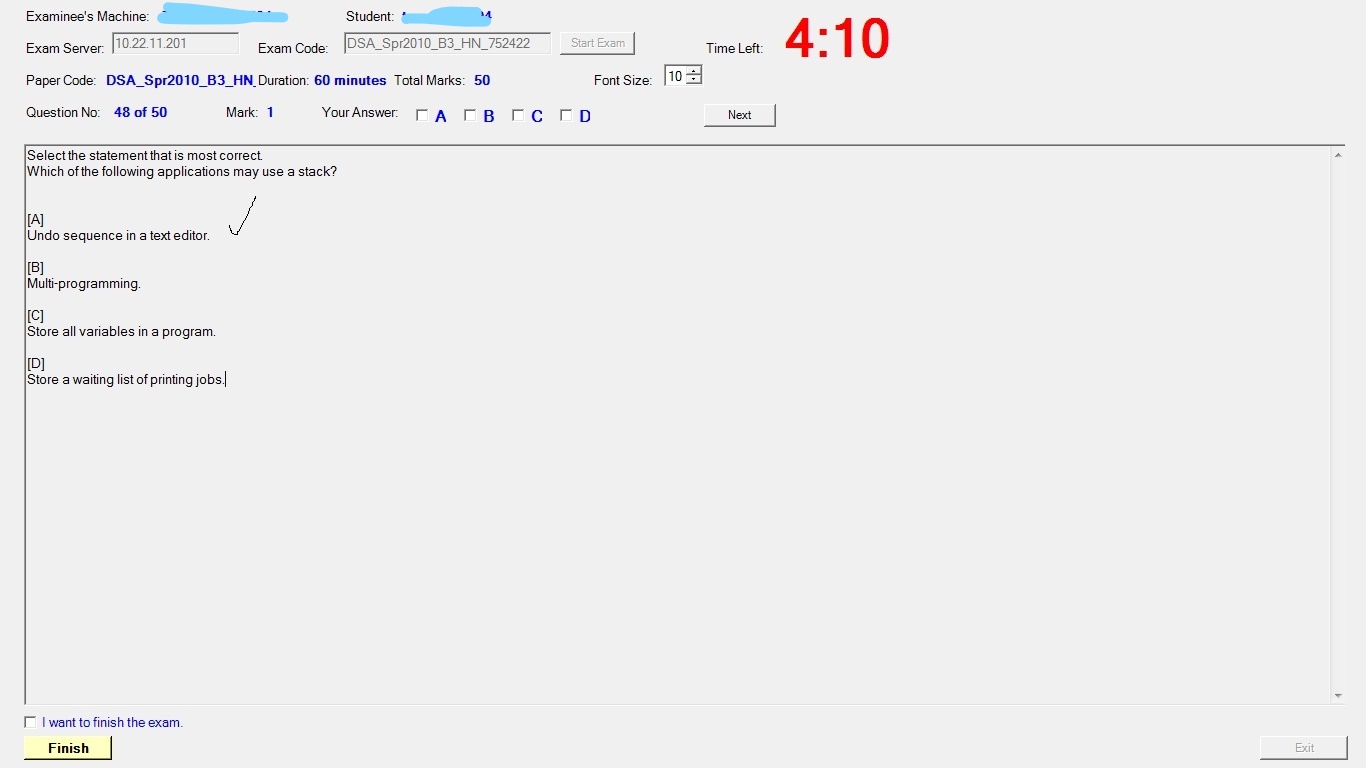 Examinee's Machine: Student:
Exam Server: 10.22.11.201 Exam Code: DSA_Spr2010_B3_HN_752422 Start Exam Time Left: 4:10
Paper Code: DSA_Spr2010_B3_HN_ Duration: 60 minutes Total Marks: 50 Font Size: 10
Question No: 48 of 50 Mark: 1 Your Answer: A B C D Next
Select the statement that is most correct.
Which of the following applications may use a stack?
[A]
Undo sequence in a text editor.
[B]
Multi-programming.
[C]
Store all variables in a program.
[D]
Store a waiting list of printing jobs.
I want to finish the exam.
Finish Exit